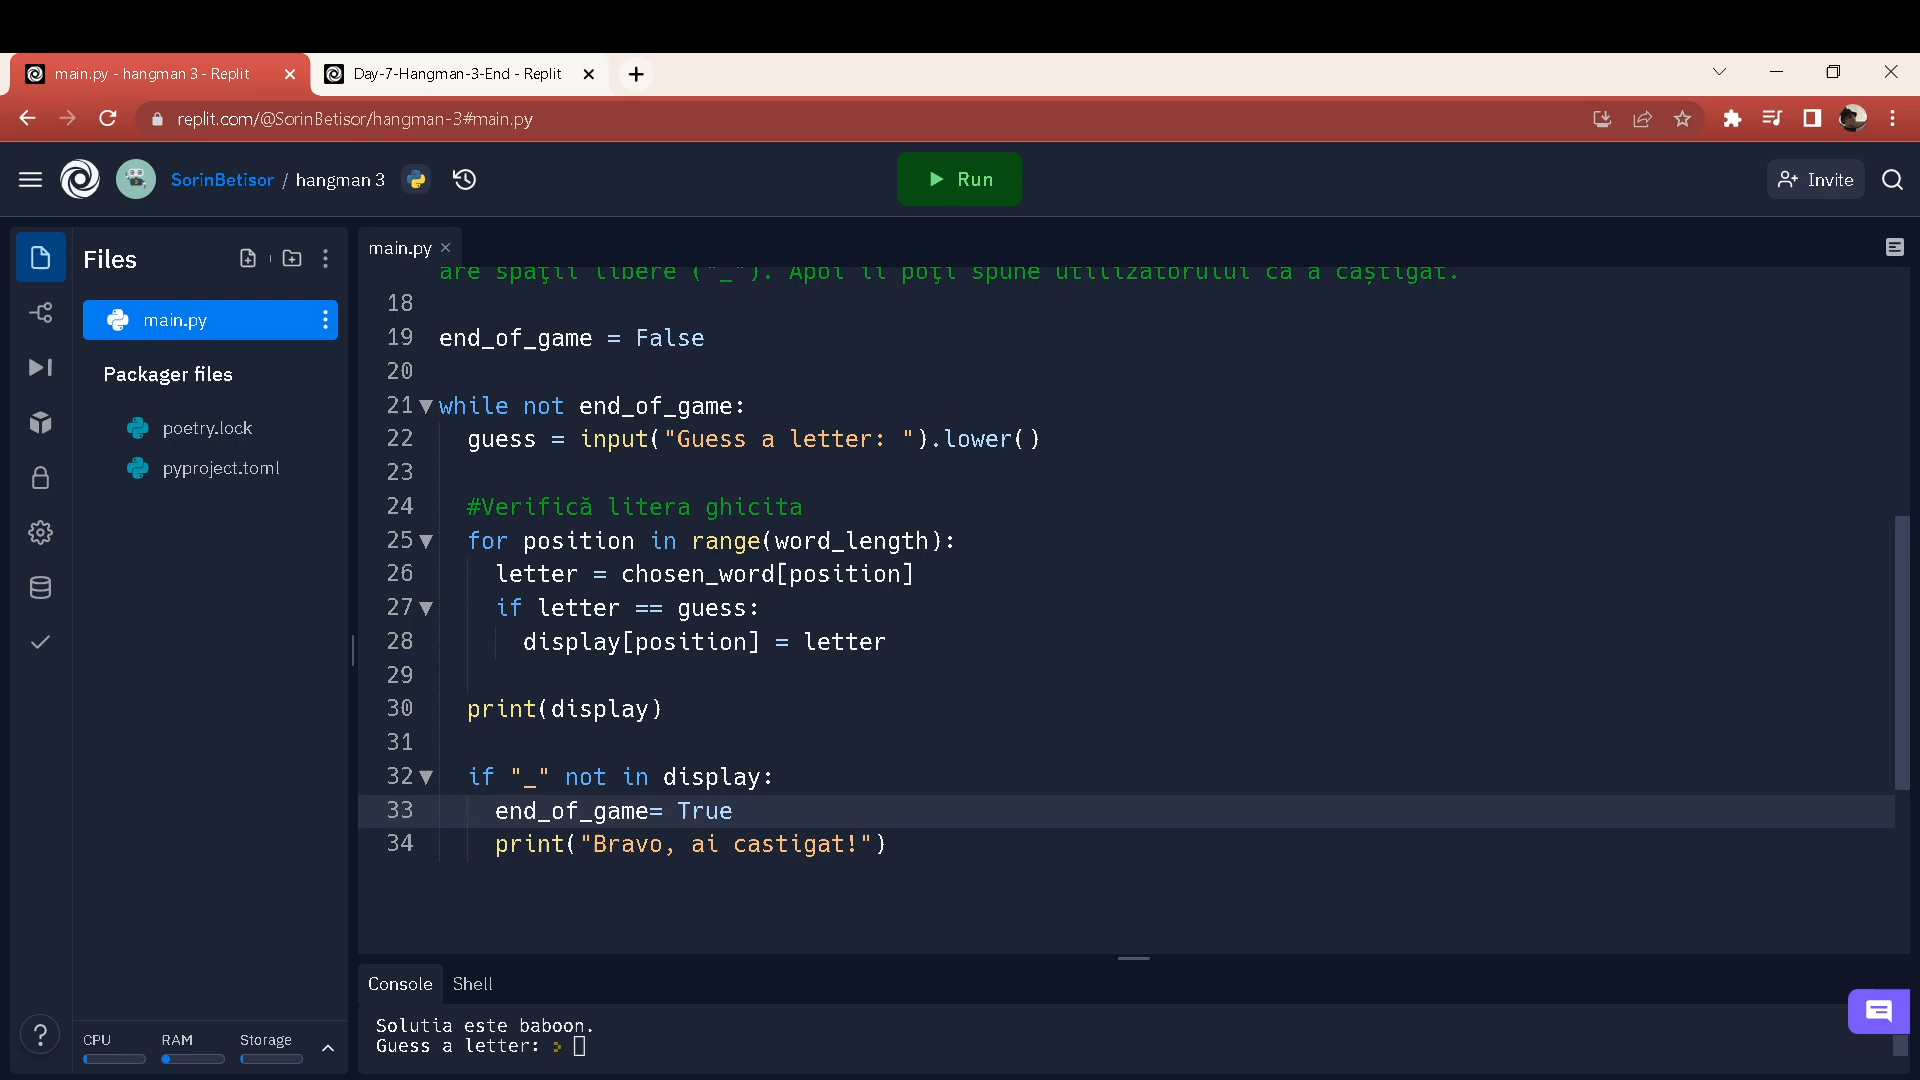 main.py - hangman 3 - Replit
Day-7-Hangman-3-End - Replit
replit.com/@SorinBetisor/hangman-3#main.py
SorinBetisor / hangman 3
Run
Invite
Files
main.py
Packager files
poetry.lock
pyproject.toml
main.py
are spații libere ("_"). Apoi îi poți spune utilizatorului că a câștigat.
18
19 end_of_game = False
20
21 while not end_of_game:
22 guess = input("Guess a letter: ").lower()
23
24 #Verifică litera ghicita
25 for position in range(word_length):
26 letter = chosen_word[position]
27 if letter == guess:
28 display[position] = letter
29
30 print(display)
31
32 if "_" not in display:
33 end_of_game= True
34 print("Bravo, ai castigat!")
Console Shell
Solutia este baboon.
Guess a letter: >
? CPU RAM Storage